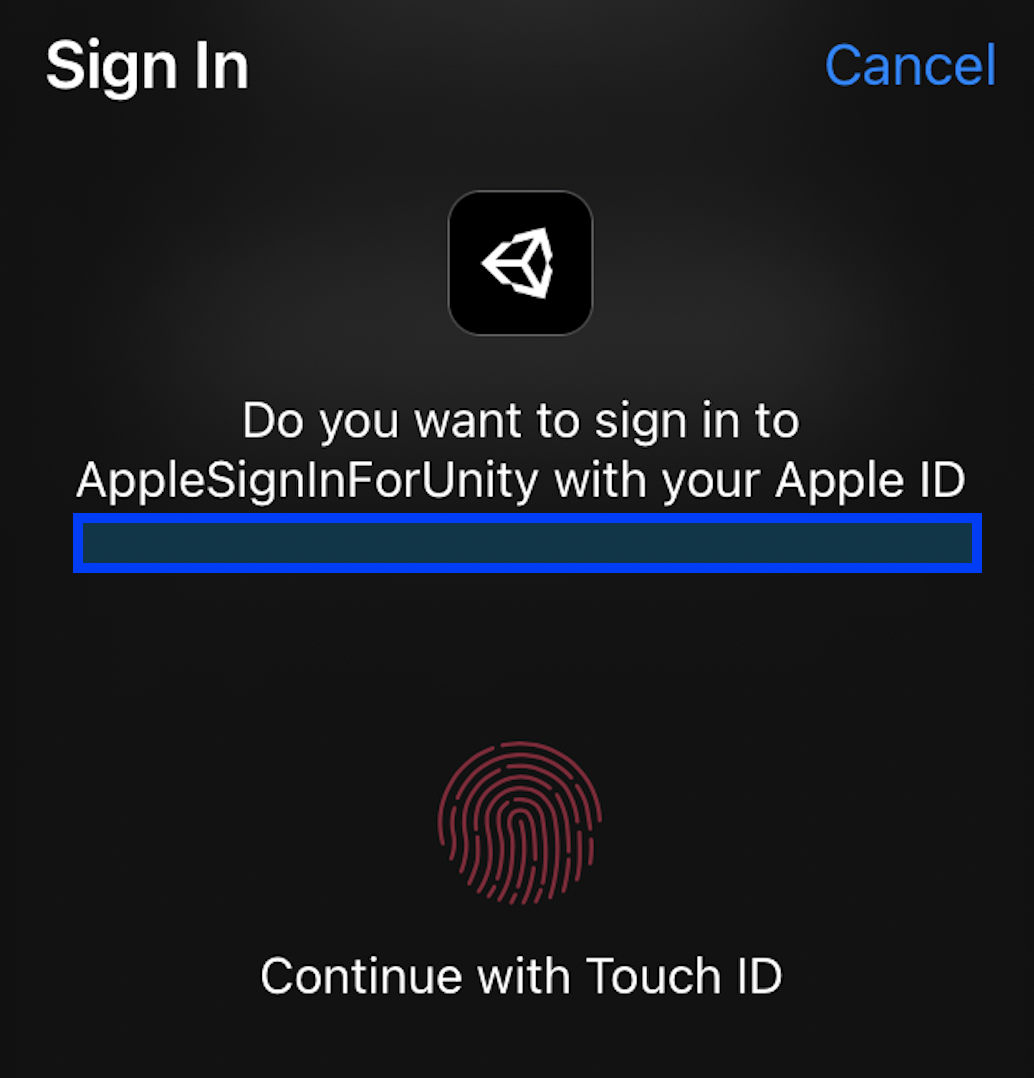 Sign In
Cancel
Do you want to sign in to
AppleSignInForUnity with your Apple ID
Continue with Touch ID